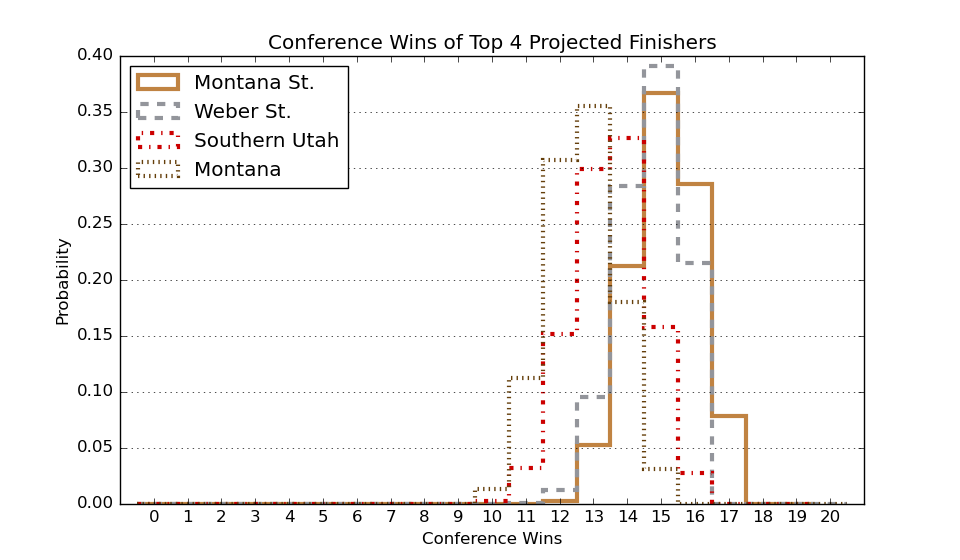 Conference Wins of Top 4 Projected Finishers
0.40
0.35
0.30
0.25
0.20
0.15
0.10
0.05
0.00
Probability
Montana St.
Weber St.
Southern Utah
Montana
0 1 2 3 4 5 6 7 8 9 10 11 12 13 14 15 16 17 18 19 20
Conference Wins